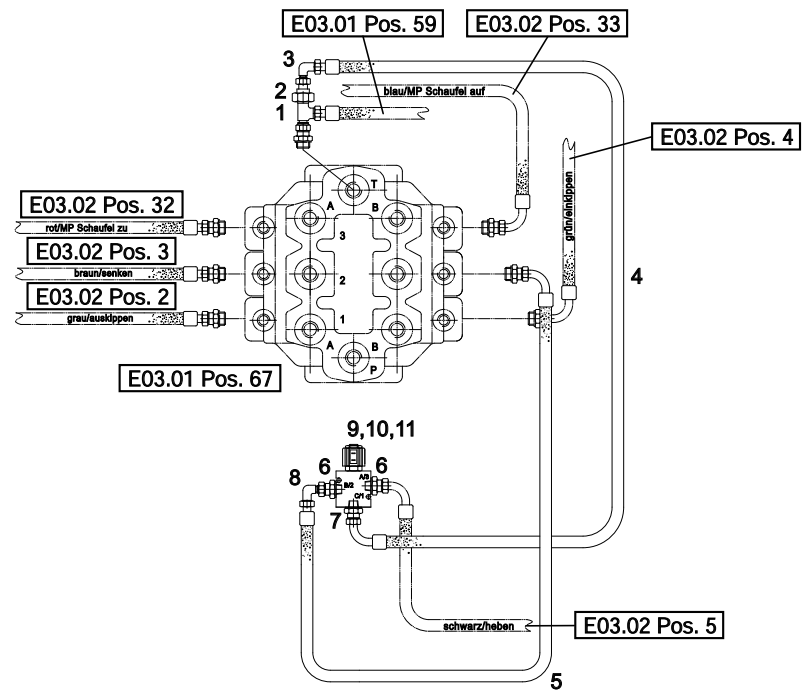 E03.01 Pos. 59
E03.02 Pos. 33
3
2
1
blau/MP Schaufel auf
E03.02 Pos. 4
grün/einkippen
T
A
B
E03.02 Pos. 32
rot/MP Schaufel zu
3
E03.02 Pos. 3
braun/senken
2
4
E03.02 Pos. 2
grau/auskippen
1
A
B
P
E03.01 Pos. 67
9,10,11
6
6
8
A/3
B/2
C/1
7
schwarz/heben
E03.02 Pos. 5
5